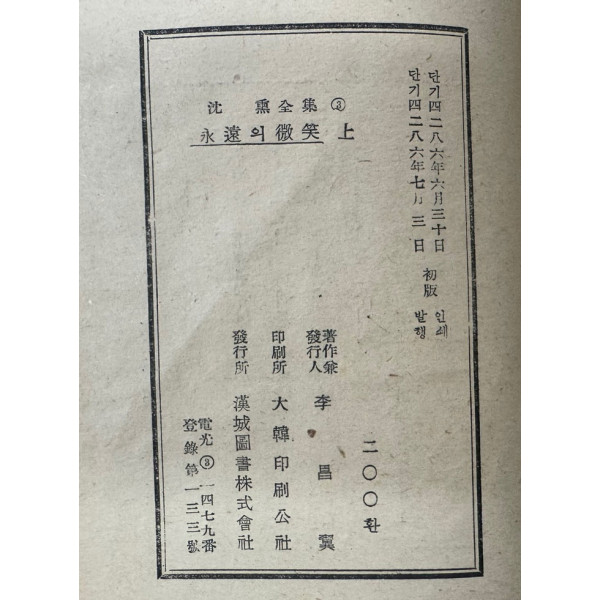 沈熏全集③
永遠의微笑 上
단기四二八六年六月三十日 인쇄
단기四二八六年七月三日 발행
初版
二〇〇환
著作兼
發行人 李昌翼
印刷所 大韓印刷公社
發行所 漢城圖書株式會社
電光③一四七九番
登錄第一三三號